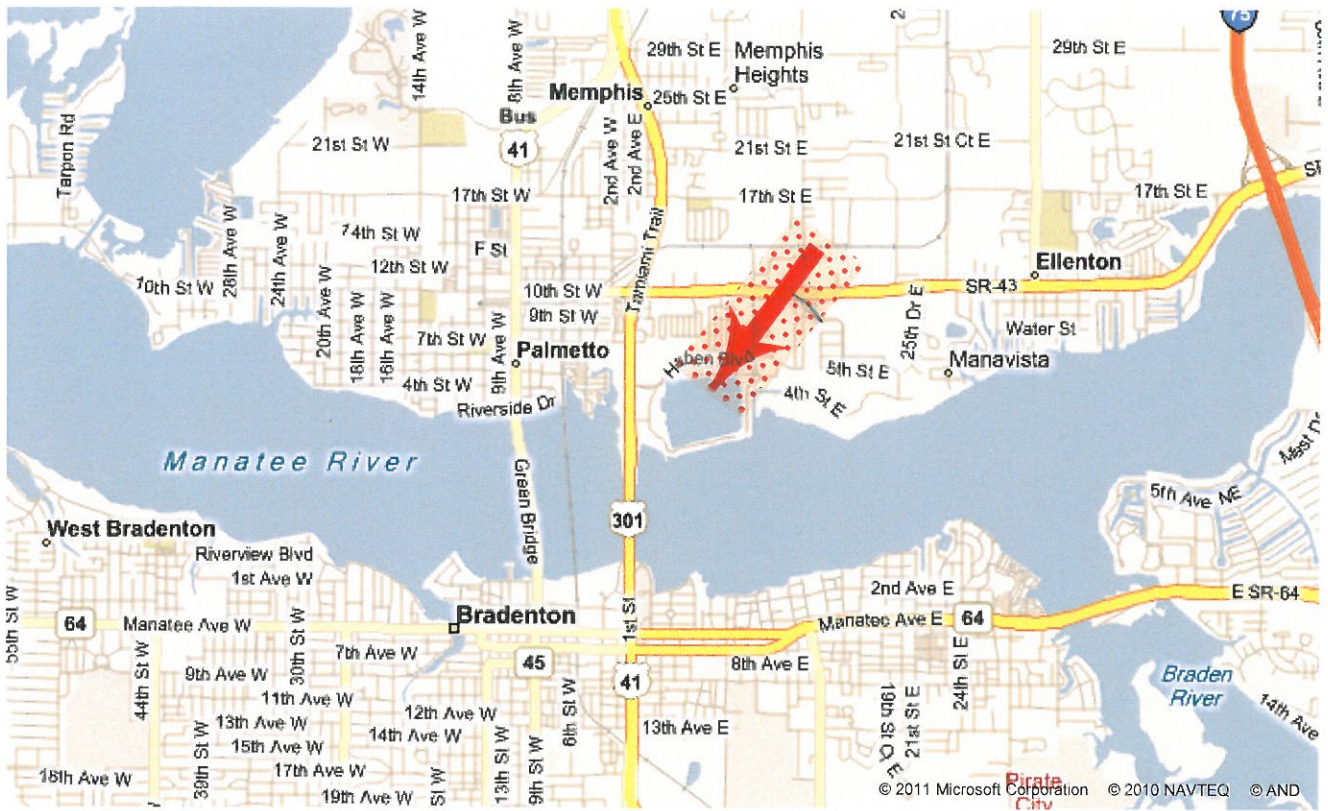 14th Ave W
8th Ave W
29th St E
Memphis
Heights
29th St E
75
Memphis
25th St E
Bus
41
Tarpon Rd
21st St W
2nd Ave W
2nd Ave E
21st St E
21st St Ct E
17th St W
17th St E
17th St E
28th Ave W
24th Ave W
14th St W
F St
12th St W
10th St W
Tamiami Trail
Ellenton
10th St W
SR-43
9th St W
20th Ave W
18th Ave W
16th Ave W
7th St W
9th Ave W
Palmetto
25th Dr E
Water St
Manavista
Haben Blvd
5th St E
4th St W
4th St E
Riverside Dr
Manatee River
Green Bridge
5th Ave NE
301
West Bradenton
Riverview Blvd
1st Ave W
2nd Ave E
E SR-64
55th St W
64
Manatee Ave W
Bradenton
1st St
Manatee Ave E
64
30th St W
7th Ave W
45
8th Ave E
44th St W
9th Ave W
41
24th St E
Braden
River
11th Ave W
12th Ave W
6th St W
19th St Ct E
21st St E
14th Ave
13th Ave W
14th Ave W
13th Ave E
39th St W
15th Ave W
13th St W
9th St W
18th Ave W
17th Ave W
19th Ave W
St W
Pirate
City
© 2011 Microsoft Corporation © 2010 NAVTEQ © AND